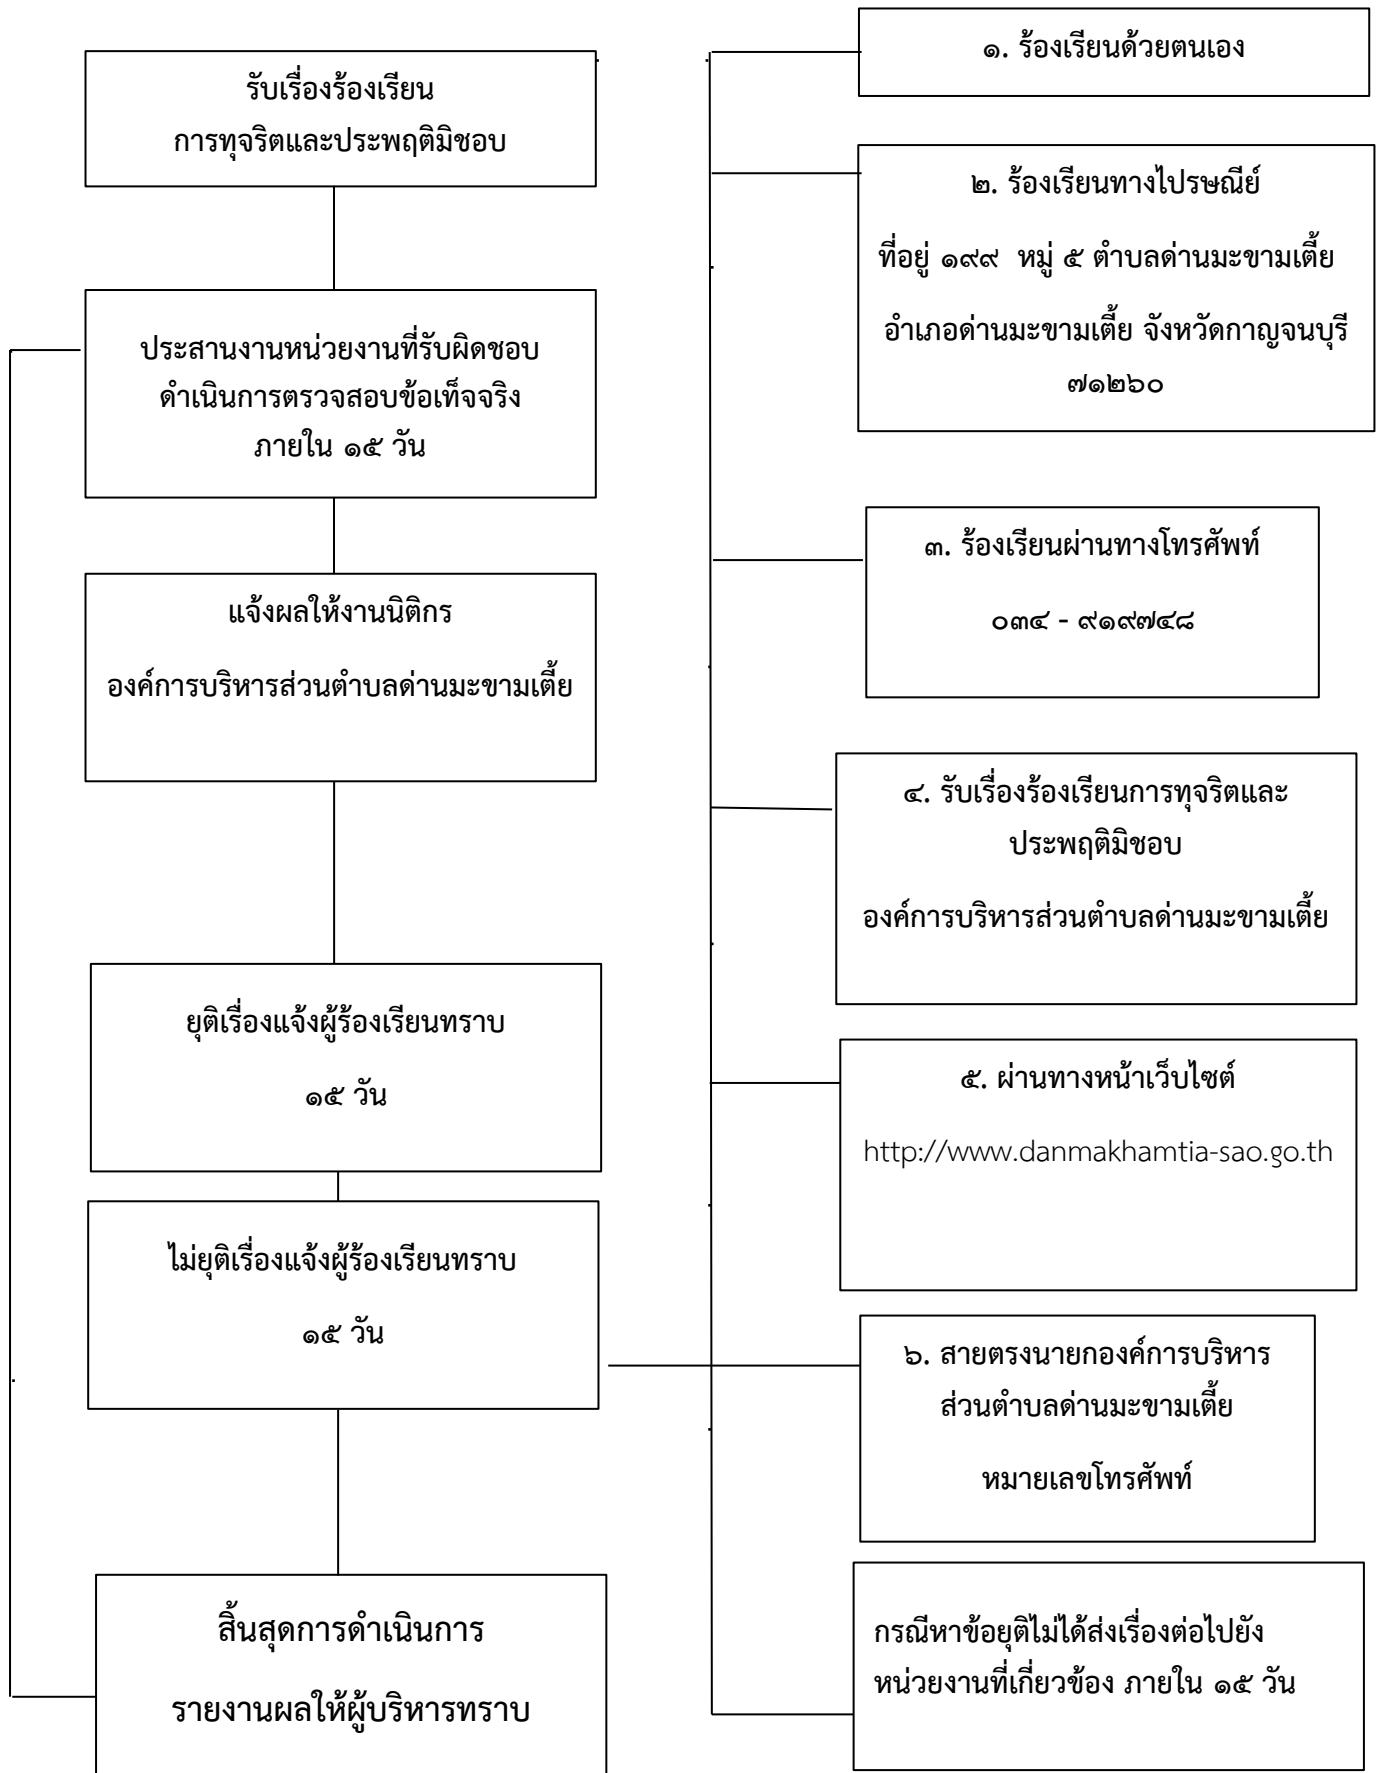 รับเรื่องร้องเรียน
การทุจริตและประพฤติมิชอบ
ประสานงานหน่วยงานที่รับผิดชอบ
ดำเนินการตรวจสอบข้อเท็จจริง
ภายใน ๑๕ วัน
แจ้งผลให้งานนิติกร
องค์การบริหารส่วนตำบลด่านมะขามเตี้ย
ยุติเรื่องแจ้งผู้ร้องเรียนทราบ
๑๕ วัน
ไม่ยุติเรื่องแจ้งผู้ร้องเรียนทราบ
๑๕ วัน
สิ้นสุดการดำเนินการ
รายงานผลให้ผู้บริหารทราบ
๑. ร้องเรียนด้วยตนเอง
๒. ร้องเรียนทางไปรษณีย์
ที่อยู่ ๑๙๙ หมู่ ๕ ตำบลด่านมะขามเตี้ย
อำเภอด่านมะขามเตี้ย จังหวัดกาญจนบุรี
๗๑๒๖๐
๓. ร้องเรียนผ่านทางโทรศัพท์
๐๓๔ - ๙๑๙๗๔๘
๔. รับเรื่องร้องเรียนการทุจริตและ
ประพฤติมิชอบ
องค์การบริหารส่วนตำบลด่านมะขามเตี้ย
๕. ผ่านทางหน้าเว็บไซต์
http://www.danmakhamtia-sao.go.th
๖. สายตรงนายกองค์การบริหาร
ส่วนตำบลด่านมะขามเตี้ย
หมายเลขโทรศัพท์
กรณีหาข้อยุติไม่ได้ส่งเรื่องต่อไปยัง
หน่วยงานที่เกี่ยวข้อง ภายใน ๑๕ วัน